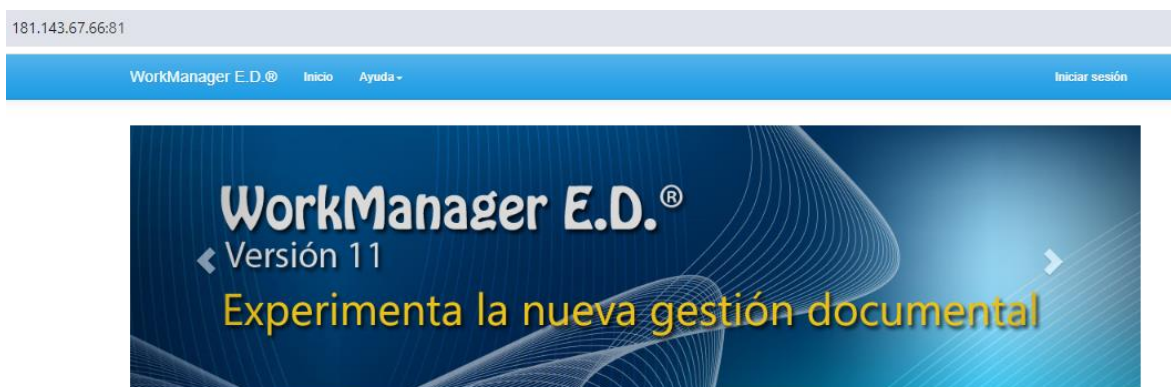 181.143.67.66:81
WorkManager E.D.® Inicio Ayuda Iniciar sesión
WorkManager E.D.®
Versión 11
Experimenta la nueva gestión documental